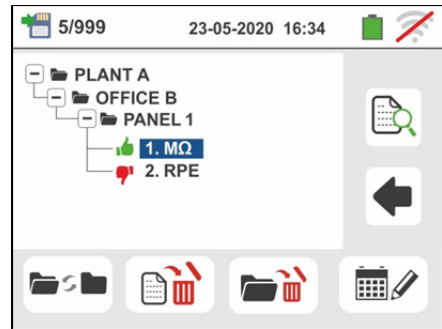 5/999 23-05-2020 16:34
PLANT A
OFFICE B
PANEL 1
1. MΩ
2. RPE